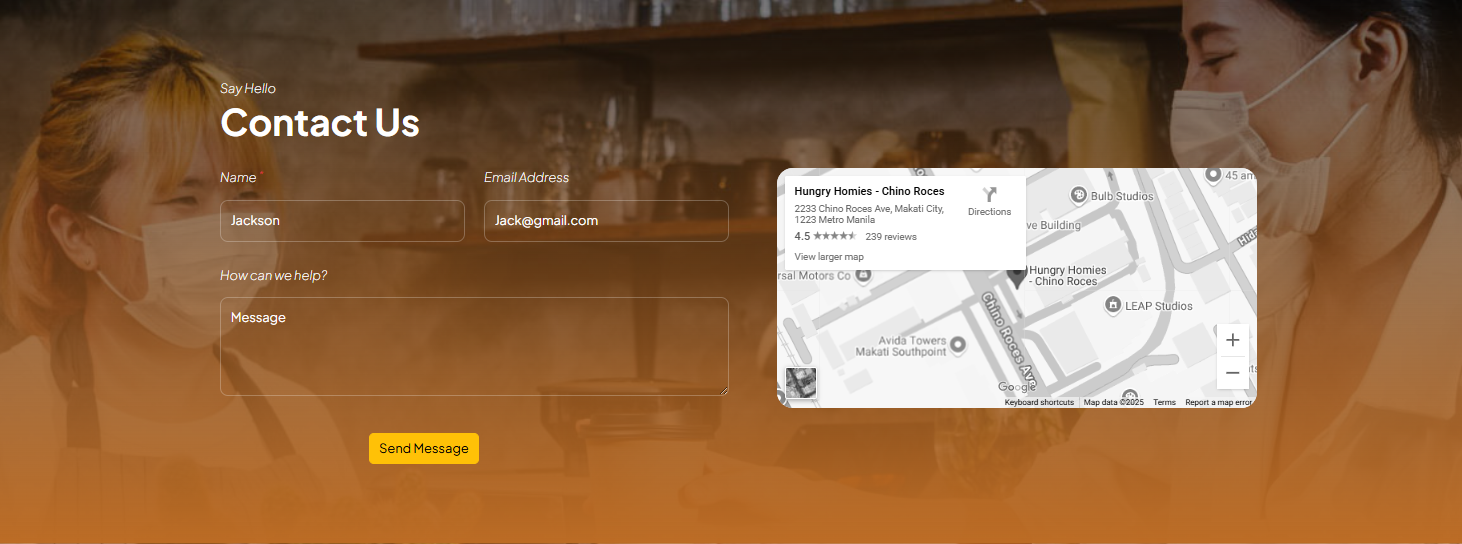 Say Hello
Contact Us
Name
Email Address
Jackson
Jack@gmail.com
How can we help?
Message
Send Message
Hungry Homies - Chino Roces
2233 Chino Roces Ave, Makati City,
1223 Metro Manila
Directions
4.5
239 reviews
View larger map
45 am
Bulb Studios
ve Building
rsal Motors Co
Hungry Homies
- Chino Roces
LEAP Studios
Avida Towers
Makati Southpoint
Chino Roces Ave
Google
Keyboard shortcuts
Map data ©2025
Terms
Report a map error